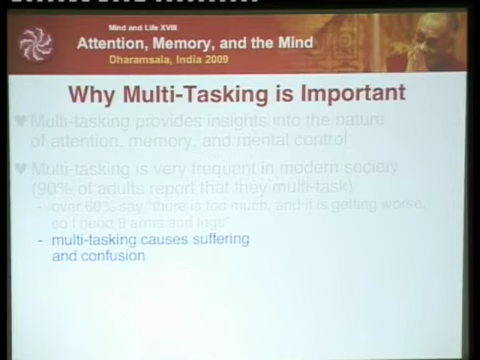 Mind and Life XVIII
Attention, Memory, and the Mind
Dharamsala, India 2009
Why Multi-Tasking is Important
Multi-tasking provides insights into the nature
of attention, memory, and mental control
Multi-tasking is very frequent in modern society
(90% of adults report that they multi-task)
- over 60% say "there is too much, and it is getting worse,
so I need 8 arms and legs"
- multi-tasking causes suffering
and confusion